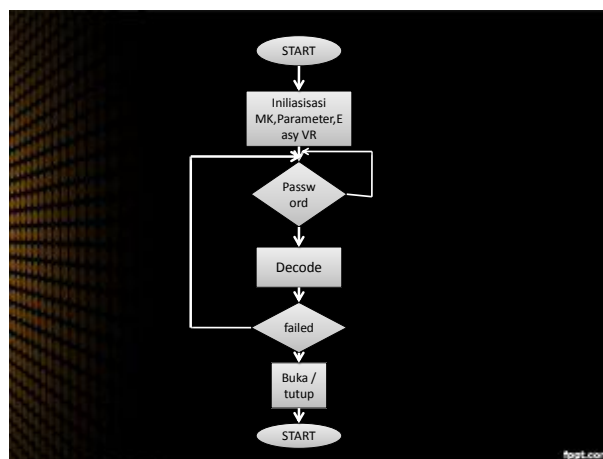 START
Iniliasisasi
MK,Parameter,E
asy VR
Passw
ord
Decode
failed
Buka /
tutup
START
fppt.com